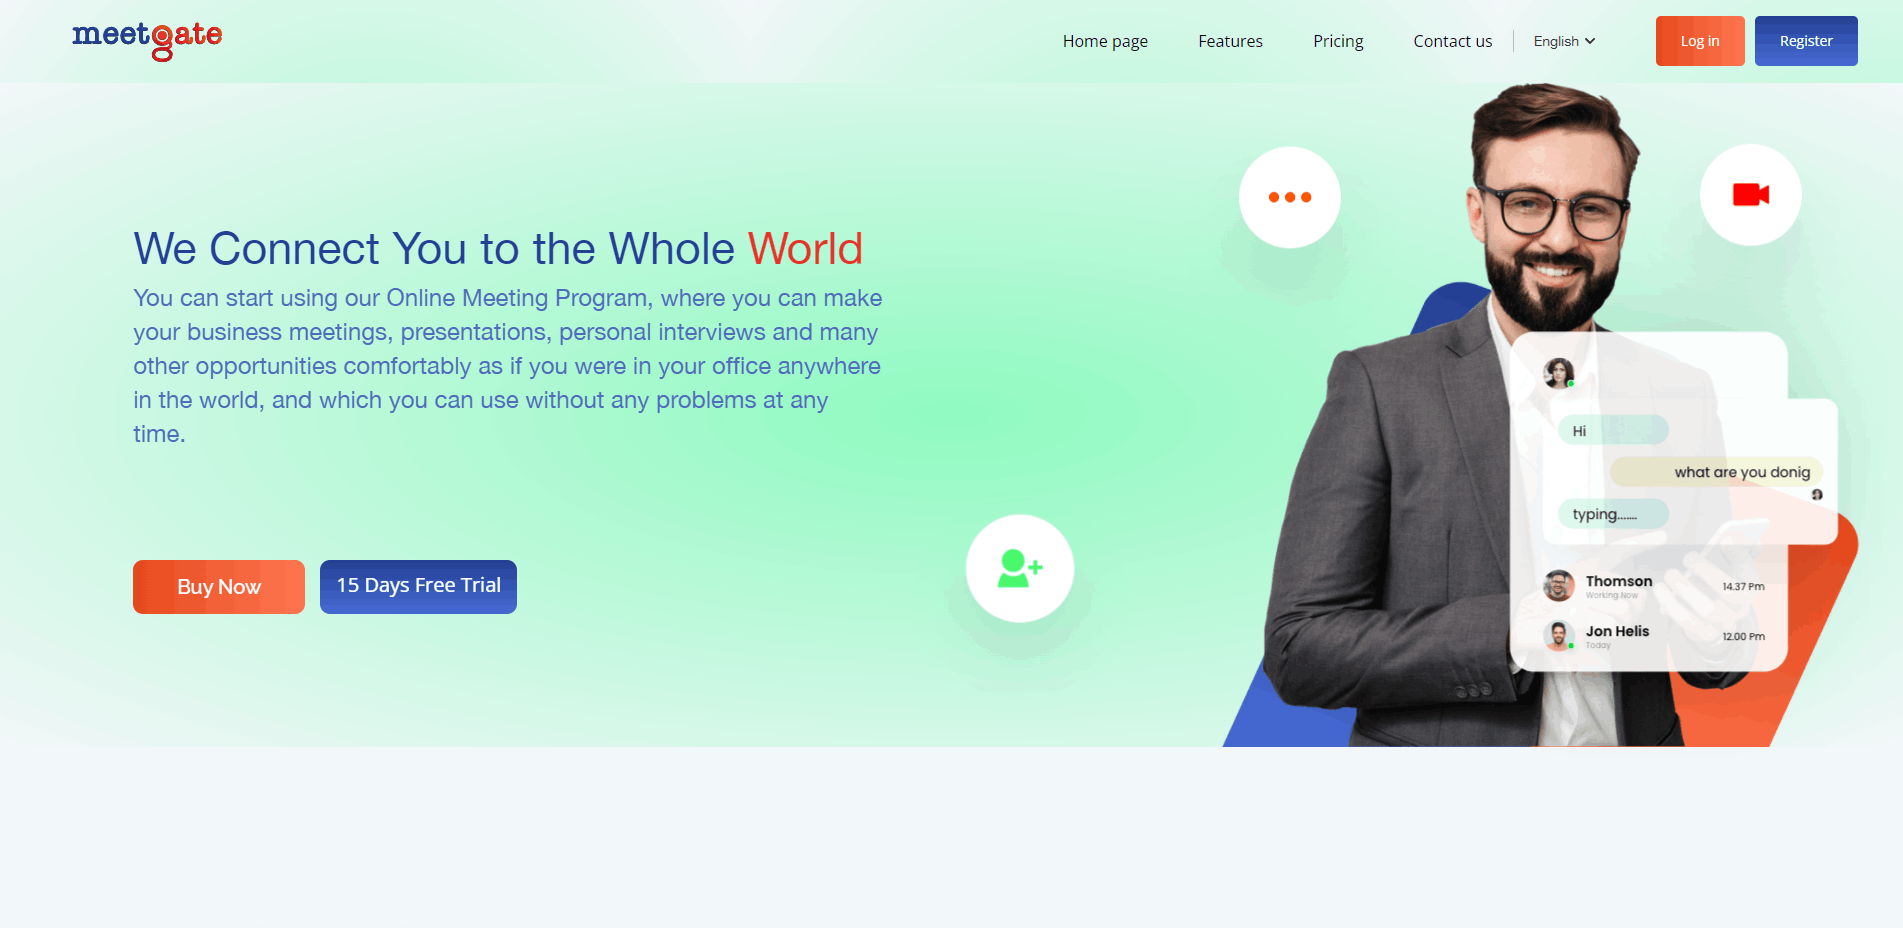 meetgate
Home page
Features
Pricing
Contact us
English
Log in
Register
We Connect You to the Whole World
You can start using our Online Meeting Program, where you can make
your business meetings, presentations, personal interviews and many
other opportunities comfortably as if you were in your office anywhere
in the world, and which you can use without any problems at any
time.
Buy Now
15 Days Free Trial
Hi
what are you donig
typing.......
Thomson
14.37 Pm
Working Now
Jon Helis
12.00 Pm
Today